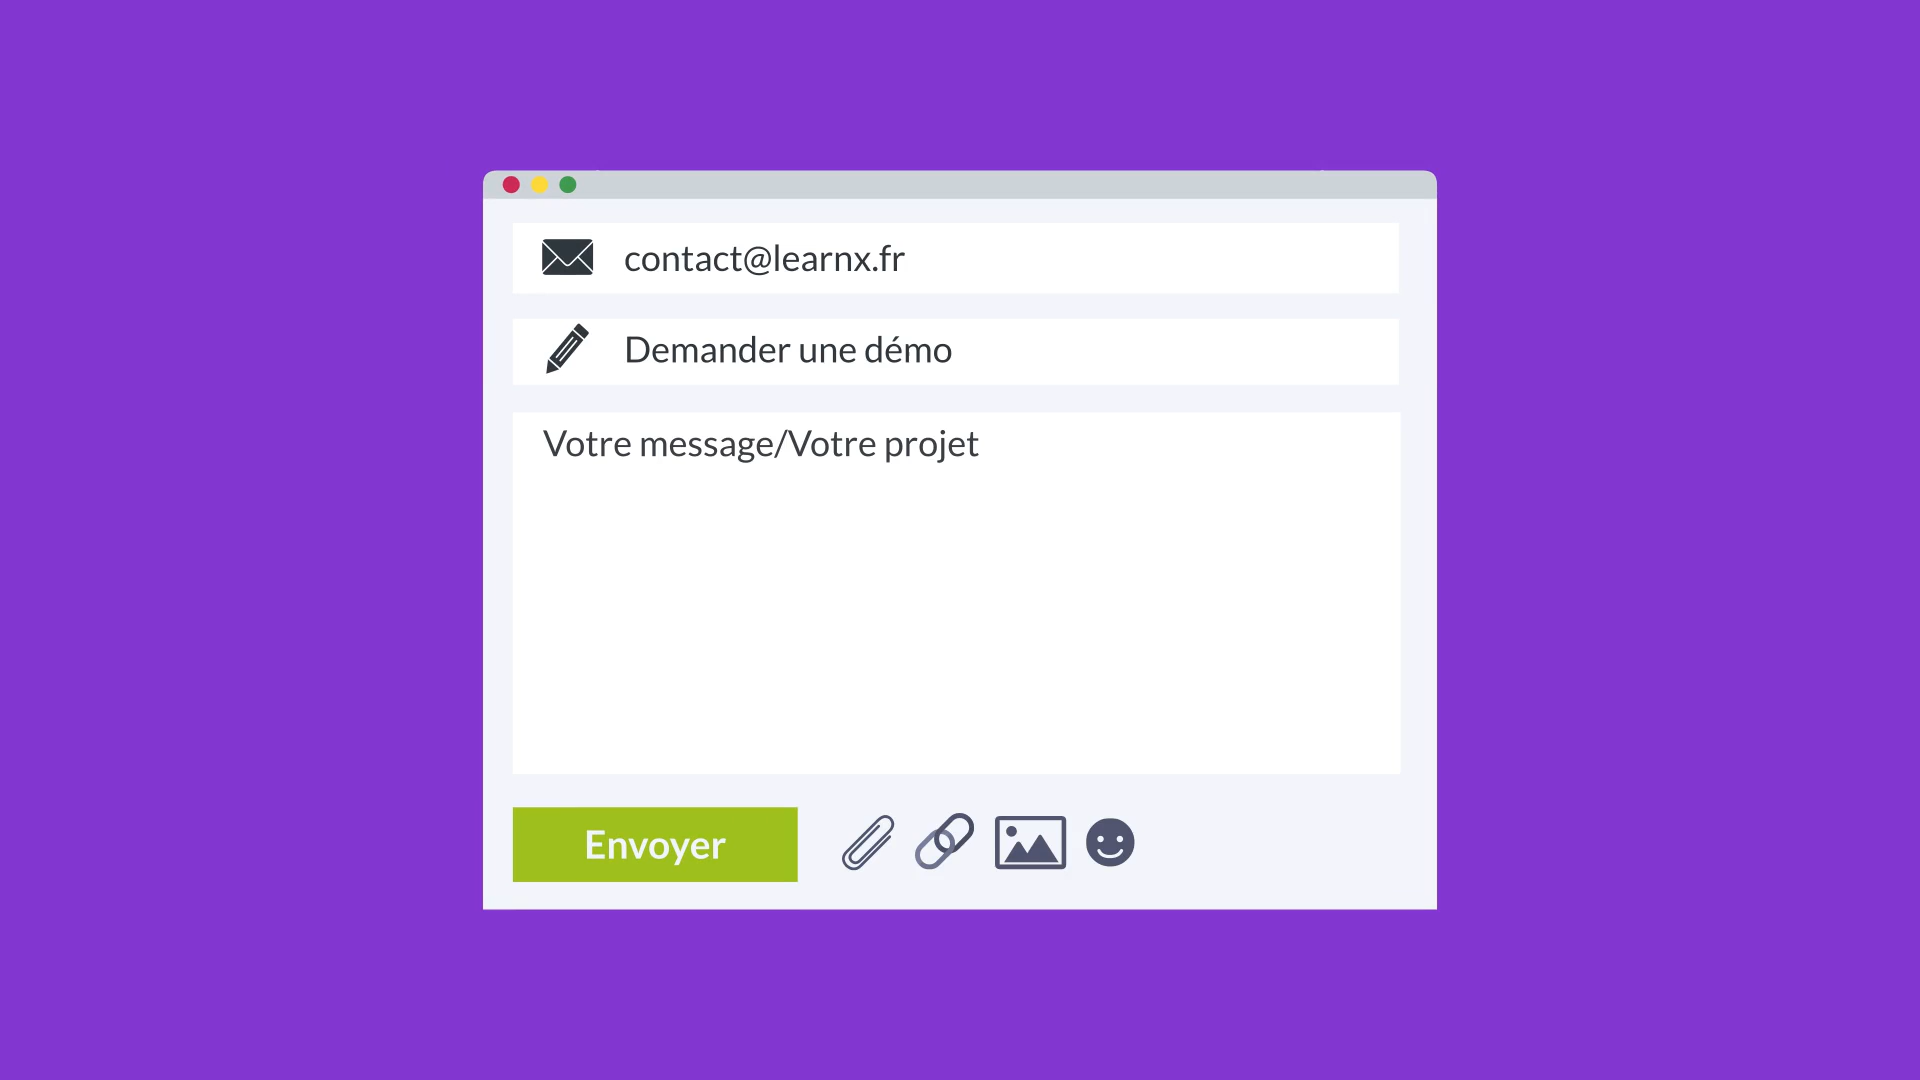 contact@learnx.fr
Demander une démo
Votre message/Votre projet
Envoyer